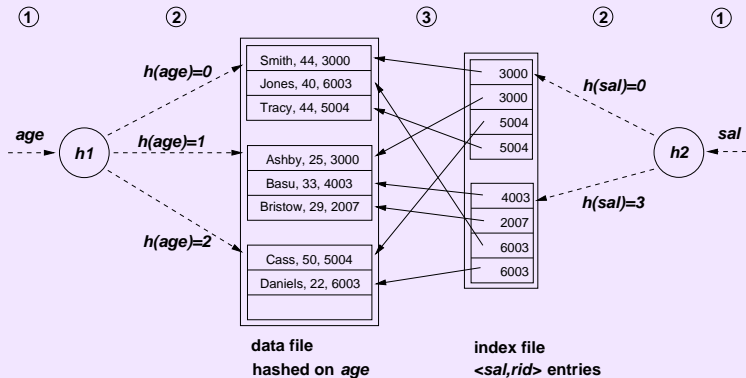 ① ② ③ ② ①
Smith, 44, 3000
Jones, 40, 6003
Tracy, 44, 5004
Ashby, 25, 3000
Basu, 33, 4003
Bristow, 29, 2007
Cass, 50, 5004
Daniels, 22, 6003
age
h1
h(age)=0
h(age)=1
h(age)=2
3000
3000
5004
5004
4003
2007
6003
6003
h(sal)=0
h(sal)=3
h2
sal
data file
hashed on age
index file
<sal,rid> entries